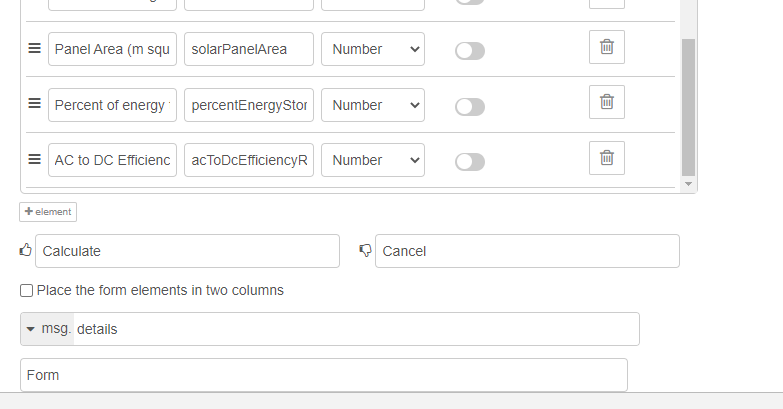 Panel Area (m squ solarPanelArea Number
Percent of energy percentEnergyStor Number
AC to DC Efficienc acToDcEfficiencyR Number
+ element
Calculate Cancel
Place the form elements in two columns
msg. details
Form